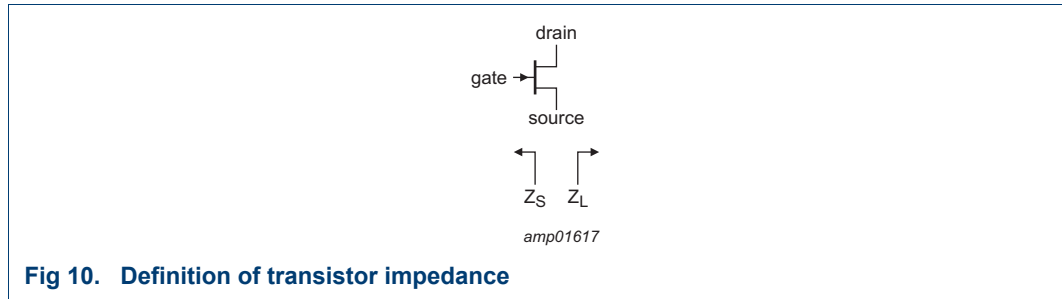 drain
gate
source
ZS ZL
amp01617
Fig 10. Definition of transistor impedance